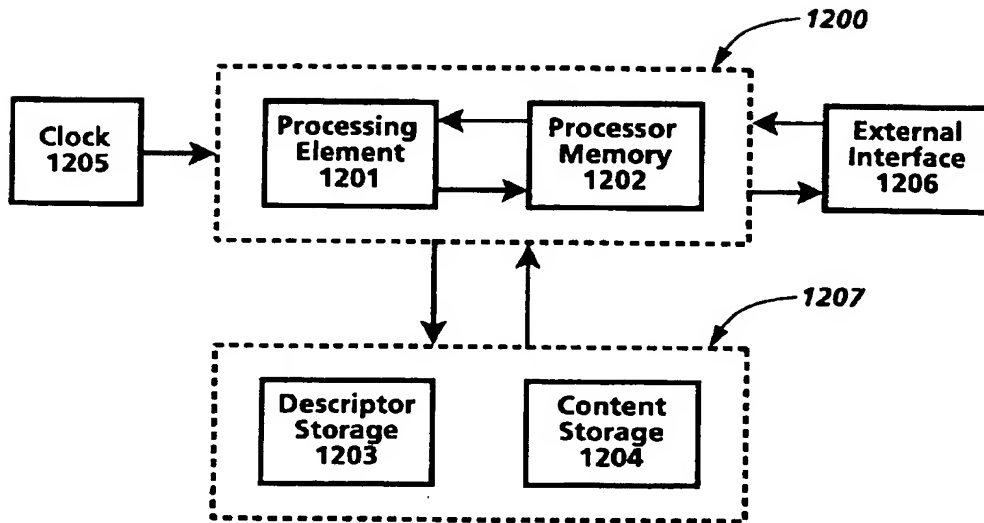 1200
Clock
1205
Processing
Element
1201
Processor
Memory
1202
External
Interface
1206
1207
Descriptor
Storage
1203
Content
Storage
1204